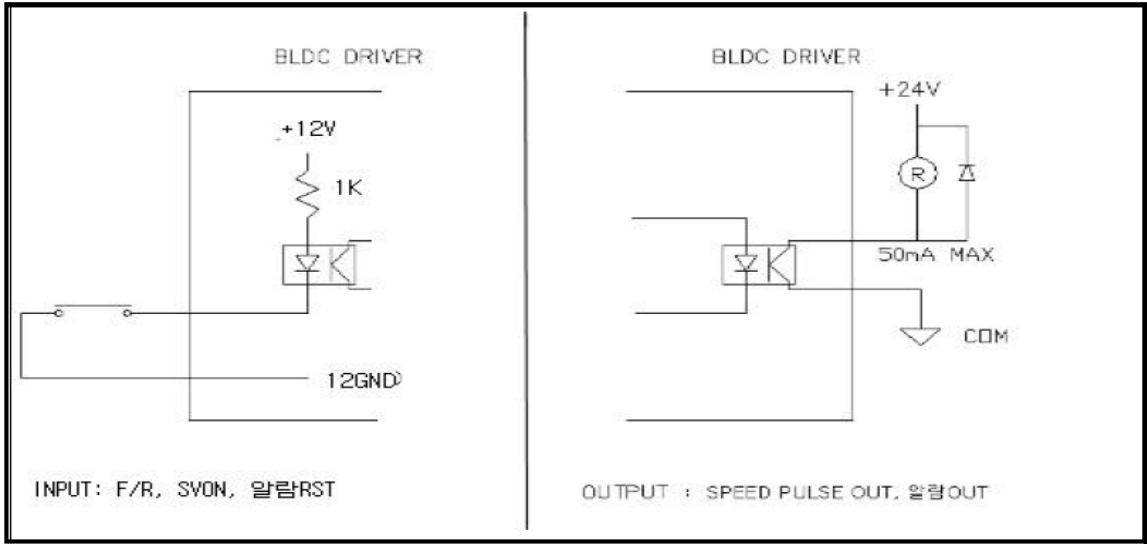 BLDC DRIVER
+12V
1K
12GND
INPUT: F/R, SVON, 알람RST
BLDC DRIVER
+24V
R
50mA MAX
COM
OUTPUT : SPEED PULSE OUT, 알람OUT